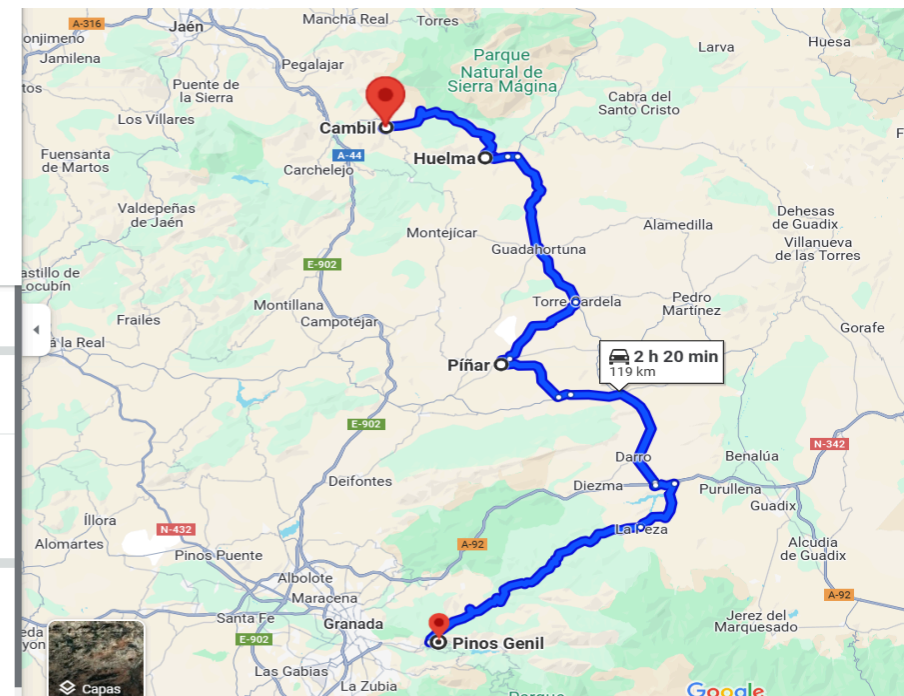 Mancha Real
Torres
A-316
Jaén
onjimeno
Jamilena
Larva
Huesa
Pegalajar
Parque
Natural de
Sierra Mágina
Puente de
la Sierra
tos
Cabra del
Santo Cristo
Los Villares
Cambil
F
Fuensanta
de Martos
A-44
Carchelejo
Huelma
Valdepeñas
de Jaén
Montejícar
Alamedilla
Dehesas
de Guadix
Villanueva
de las Torres
Guadahortuna
E-902
astillo de
ocubín
Montillana
Torre Cardela
Pedro
Martínez
Frailes
Campotéjar
Gorafe
á la Real
Píñar
2 h 20 min
119 km
E-902
N-342
Darro
Benalúa
Deifontes
Diezma
Purullena
Guadix
Íllora
N-432
La Peza
Alomartes
Pinos Puente
A-92
Alcudia
de Guadix
Albolote
Maracena
A-92
Santa Fe
Granada
Jerez del
Marquesado
eda
yón
E-902
Pinos Genil
Las Gabias
La Zubia
Capas
Parque
Google